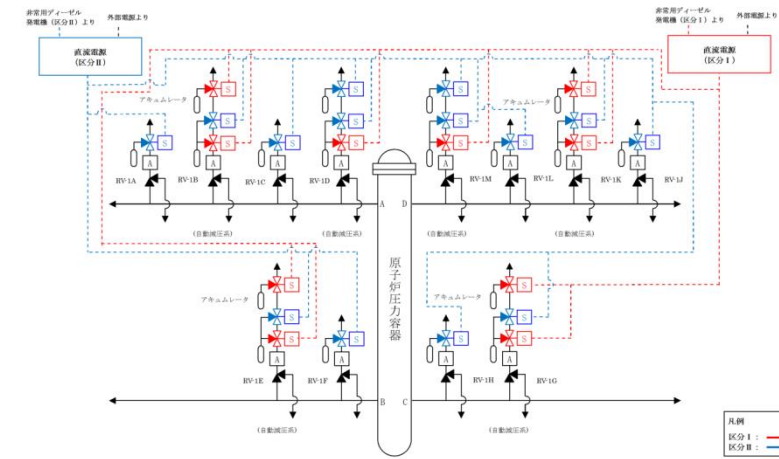 非常用ディーゼル
発電機（区分Ⅱ）より
外部電源より
非常用ディーゼル
発電機（区分Ⅰ）より
外部電源より
直流電源
（区分Ⅱ）
直流電源
（区分Ⅰ）
S
S
S
S
アキュムレータ
アキュムレータ
S
S
S
S
S
S
S
S
S
S
S
S
A
A
A
A
A
A
A
A
RV-1A
RV-1B
RV-1C
RV-1D
RV-1M
RV-1L
RV-1K
RV-1J
A
D
(自動減圧系)
(自動減圧系)
(自動減圧系)
(自動減圧系)
原子炉圧力容器
S
S
アキュムレータ
アキュムレータ
S
S
S
S
S
S
A
A
A
A
RV-1E
RV-1F
RV-1H
RV-1G
B
C
(自動減圧系)
(自動減圧系)
凡例
区分Ⅰ：
区分Ⅱ：